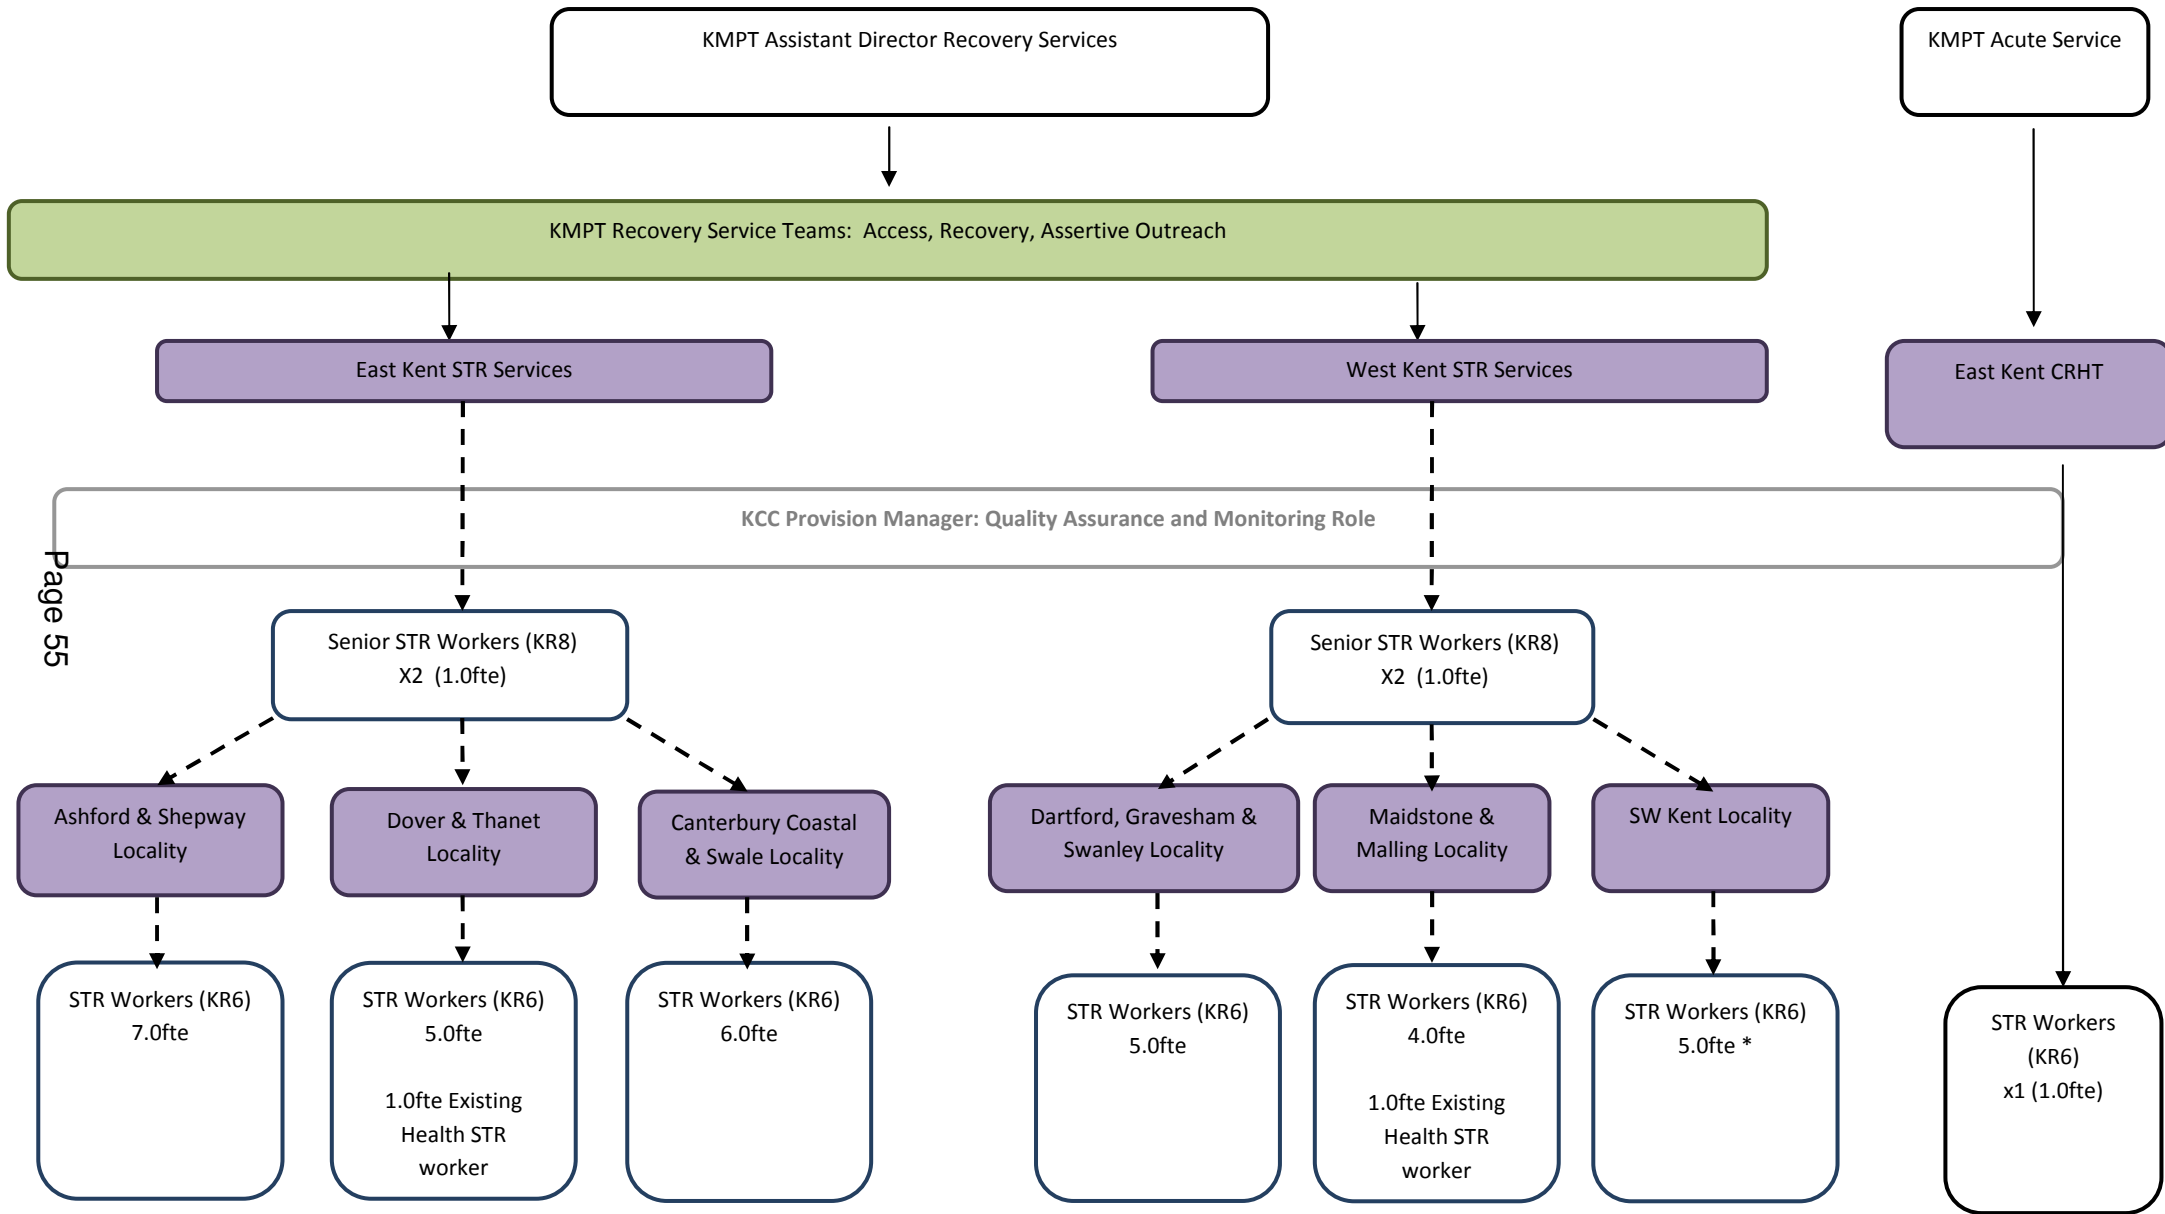 KMPT Assistant Director Recovery Services
KMPT Acute Service
KMPT Recovery Service Teams: Access, Recovery, Assertive Outreach
East Kent STR Services
West Kent STR Services
East Kent CRHT
KCC Provision Manager: Quality Assurance and Monitoring Role
Page 55
Senior STR Workers (KR8)
X2 (1.0fte)
Senior STR Workers (KR8)
X2 (1.0fte)
Ashford & Shepway
Locality
Dover & Thanet
Locality
Canterbury Coastal
& Swale Locality
Dartford, Gravesham &
Swanley Locality
Maidstone &
Malling Locality
SW Kent Locality
STR Workers (KR6)
7.0fte
STR Workers (KR6)
5.0fte
1.0fte Existing
Health STR
worker
STR Workers (KR6)
6.0fte
STR Workers (KR6)
5.0fte
STR Workers (KR6)
4.0fte
1.0fte Existing
Health STR
worker
STR Workers (KR6)
5.0fte *
STR Workers
(KR6)
x1 (1.0fte)